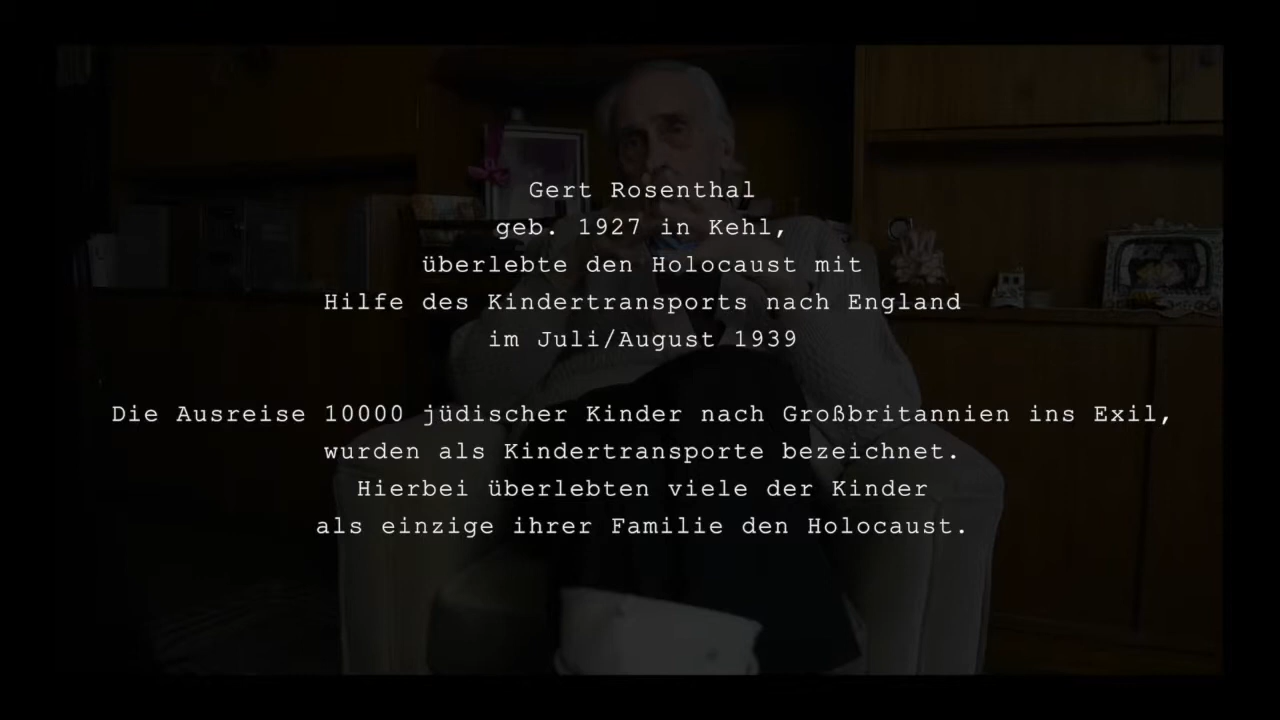 Gert Rosenthal
geb. 1927 in Kehl,
überlebte den Holocaust mit
Hilfe des Kindertransports nach England
im Juli/August 1939
Die Ausreise 10000 jüdischer Kinder nach Großbritannien ins Exil,
wurden als Kindertransporte bezeichnet.
Hierbei überlebten viele der Kinder
als einzige ihrer Familie den Holocaust.